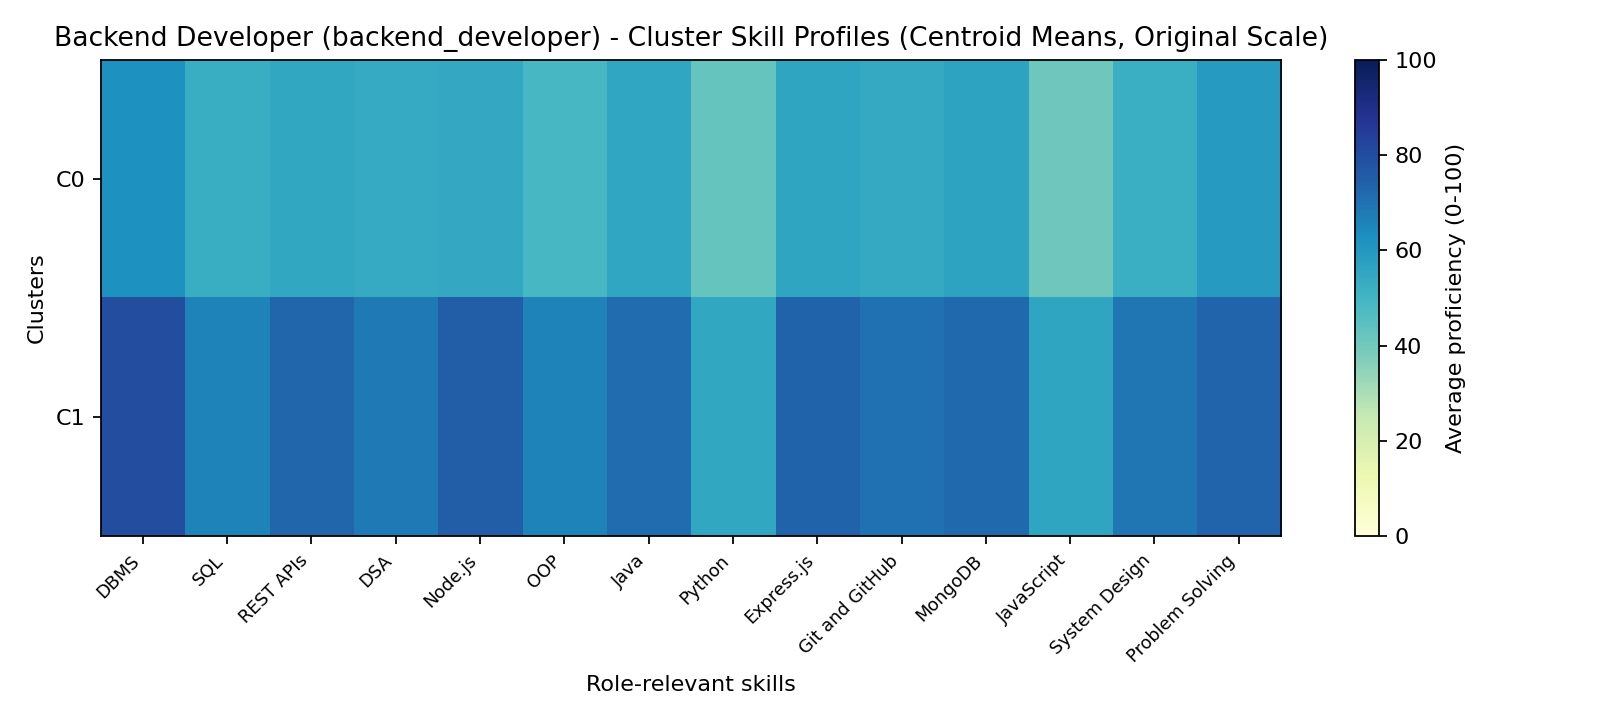 Backend Developer (backend_developer) - Cluster Skill Profiles (Centroid Means, Original Scale)
Clusters
C0
C1
DBMS
SQL
REST APIs
DSA
Node.js
OOP
Java
Python
Express.js
Git and GitHub
MongoDB
JavaScript
System Design
Problem Solving
Role-relevant skills
100
80
60
40
20
0
Average proficiency (0-100)